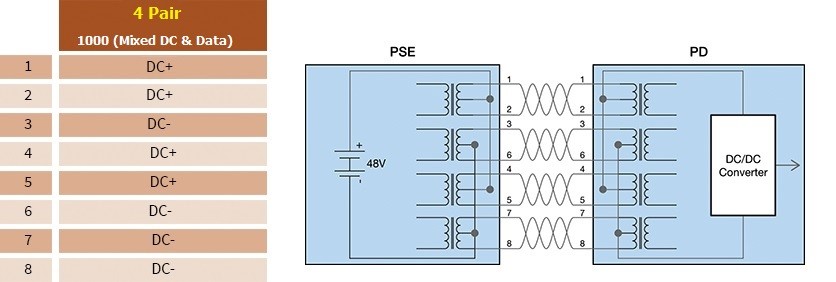 4 Pair
1000 (Mixed DC & Data)
1 DC+
2 DC+
3 DC-
4 DC+
5 DC+
6 DC-
7 DC-
8 DC-
PSE PD
1 1
2 2
3 3
6 6
4 4
5 5
7 7
8 8
+
48V
-
DC/DC
Converter